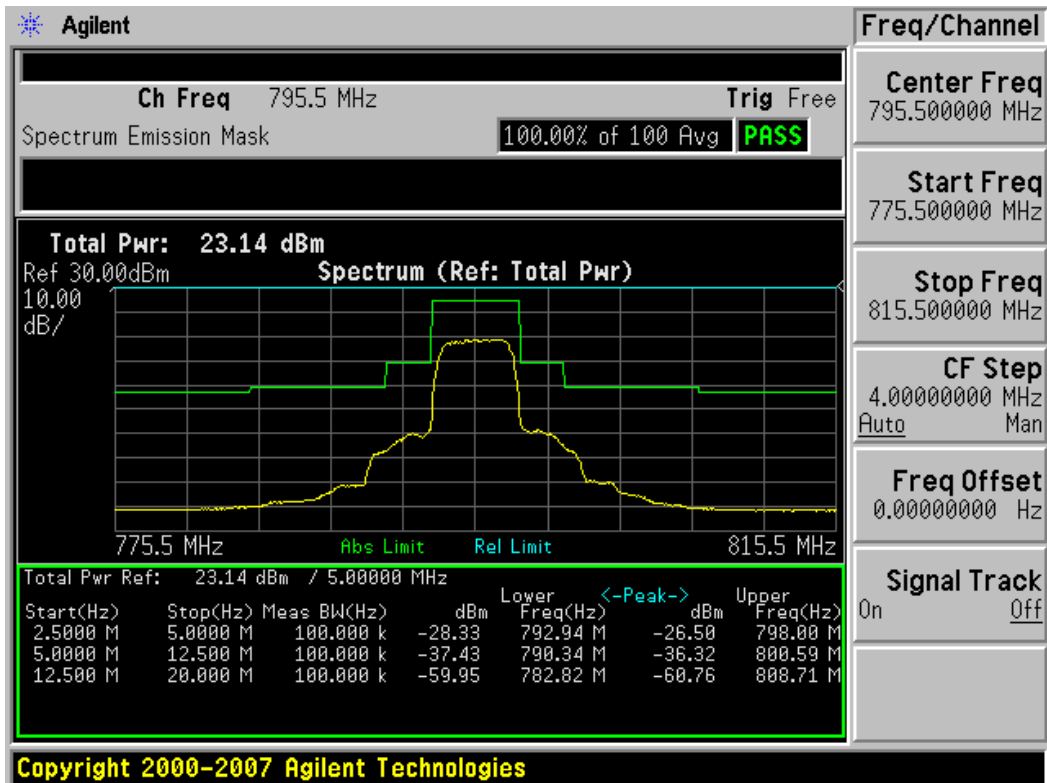 Agilent
Freq/Channel
Ch Freq 795.5 MHz Trig Free
Spectrum Emission Mask 100.00% of 100 Avg PASS
Center Freq
795.500000 MHz
Start Freq
775.500000 MHz
Stop Freq
815.500000 MHz
CF Step
4.00000000 MHz
Auto Man
Freq Offset
0.00000000 Hz
Signal Track
On Off
Total Pwr: 23.14 dBm
Ref 30.00dBm Spectrum (Ref: Total Pwr)
10.00
dB/
775.5 MHz Abs Limit Rel Limit 815.5 MHz
Total Pwr Ref: 23.14 dBm / 5.00000 MHz
Lower <-Peak-> Upper
Start(Hz) Stop(Hz) Meas BW(Hz) dBm Freq(Hz) dBm Freq(Hz)
2.5000 M 5.0000 M 100.000 k -28.33 792.94 M -26.50 798.00 M
5.0000 M 12.500 M 100.000 k -37.43 790.34 M -36.32 800.59 M
12.500 M 20.000 M 100.000 k -59.95 782.82 M -60.76 808.71 M
Copyright 2000-2007 Agilent Technologies